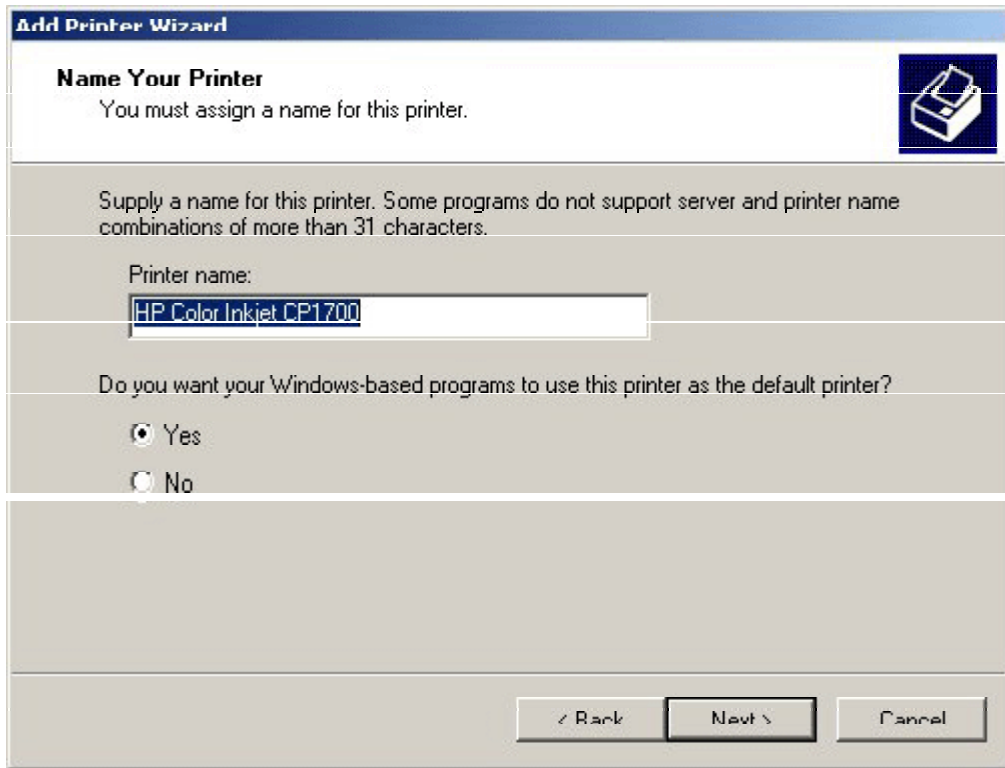 Add Printer Wizard
Name Your Printer
You must assign a name for this printer.
Supply a name for this printer. Some programs do not support server and printer name
combinations of more than 31 characters.
Printer name:
HP Color Inkjet CP1700
Do you want your Windows-based programs to use this printer as the default printer?
Yes
No
< Back
Next >
Cancel